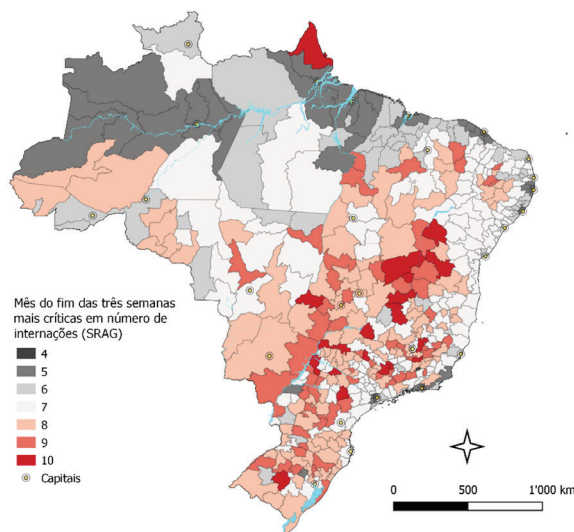 Mês do fim das três semanas
mais críticas em número de
internações (SRAG)
4
5
6
7
8
9
10
Capitais
0 500 1'000 km